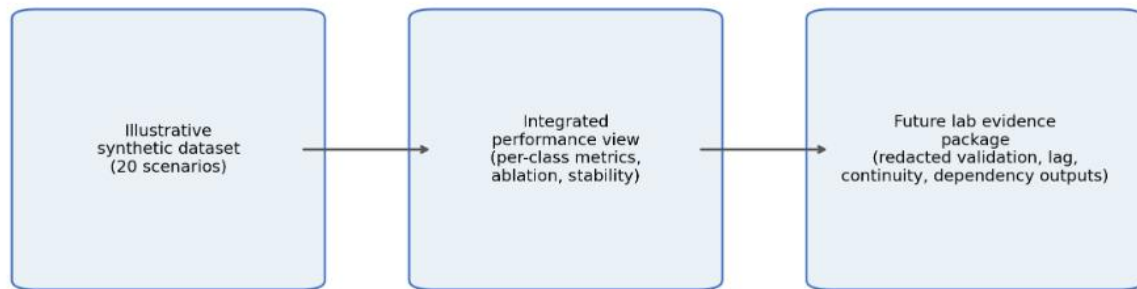 Illustrative
synthetic dataset
(20 scenarios)
Integrated
performance view
(per-class metrics,
ablation, stability)
Future lab evidence
package
(redacted validation, lag,
continuity, dependency outputs)